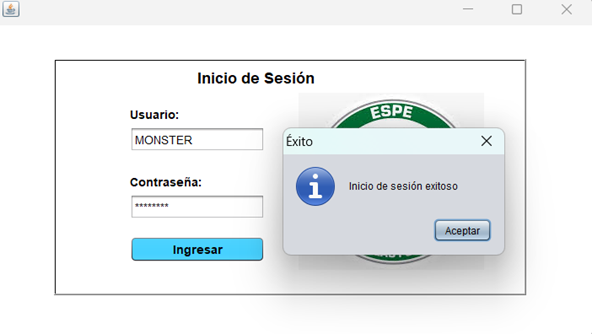 Inicio de Sesión
Usuario:
MONSTER
Contraseña:
********
Ingresar
ESPE
Éxito
Inicio de sesión exitoso
Aceptar